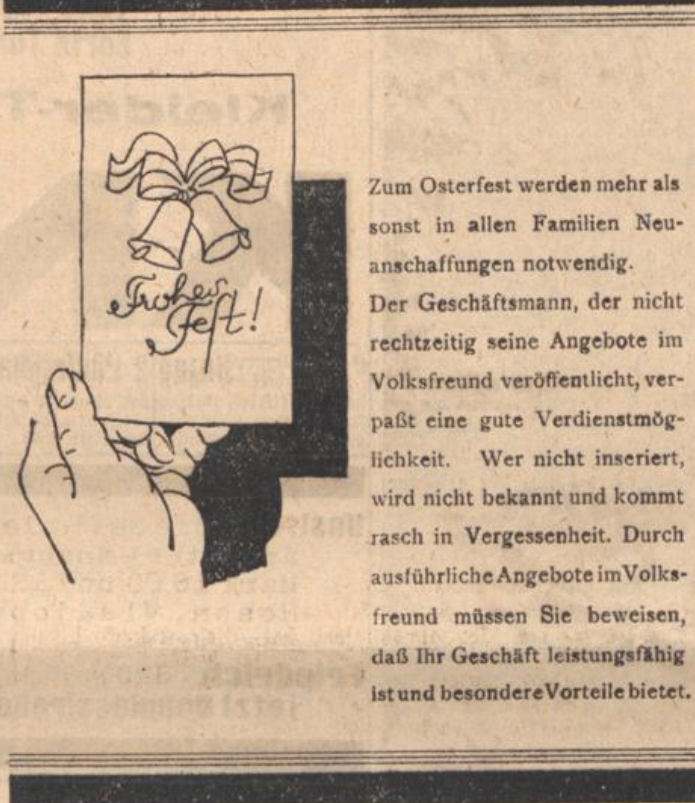 Frohes
Fest!
Zum Osterfest werden mehr als
sonst in allen Familien Neu-
anschaffungen notwendig.
Der Geschäftsmann, der nicht
rechtzeitig seine Angebote im
Volksfreund veröffentlicht, ver-
paßt eine gute Verdienstmög-
lichkeit. Wer nicht inseriert,
wird nicht bekannt und kommt
rasch in Vergessenheit. Durch
ausführliche Angebote im Volks-
freund müssen Sie beweisen,
daß Ihr Geschäft leistungsfähig
ist und besondere Vorteile bietet.